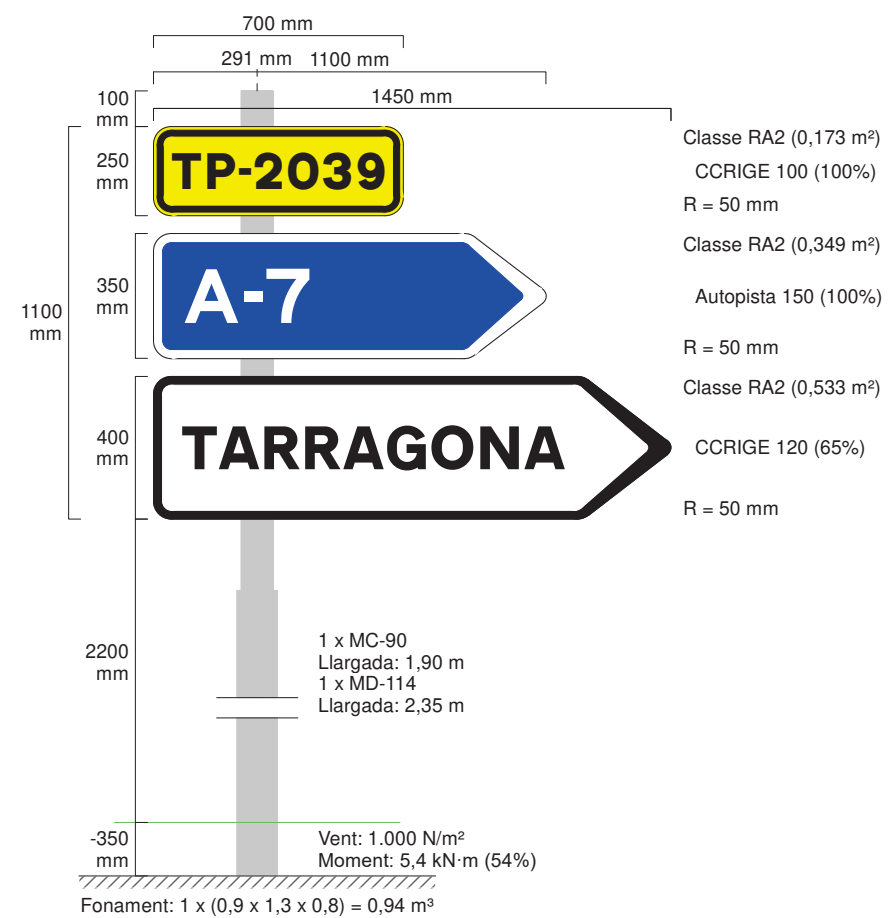 700 mm
291 mm
1100 mm
100
mm
1450 mm
TP-2039
250
mm
Classe RA2 (0,173 m²)
CCRIGE 100 (100%)
R = 50 mm
A-7
350
mm
Classe RA2 (0,349 m²)
Autopista 150 (100%)
R = 50 mm
1100
mm
TARRAGONA
400
mm
Classe RA2 (0,533 m²)
CCRIGE 120 (65%)
R = 50 mm
2200
mm
1 x MC-90
Llargada: 1,90 m
1 x MD-114
Llargada: 2,35 m
-350
mm
Vent: 1.000 N/m²
Moment: 5,4 kN·m (54%)
Fonament: 1 x (0,9 x 1,3 x 0,8) = 0,94 m³